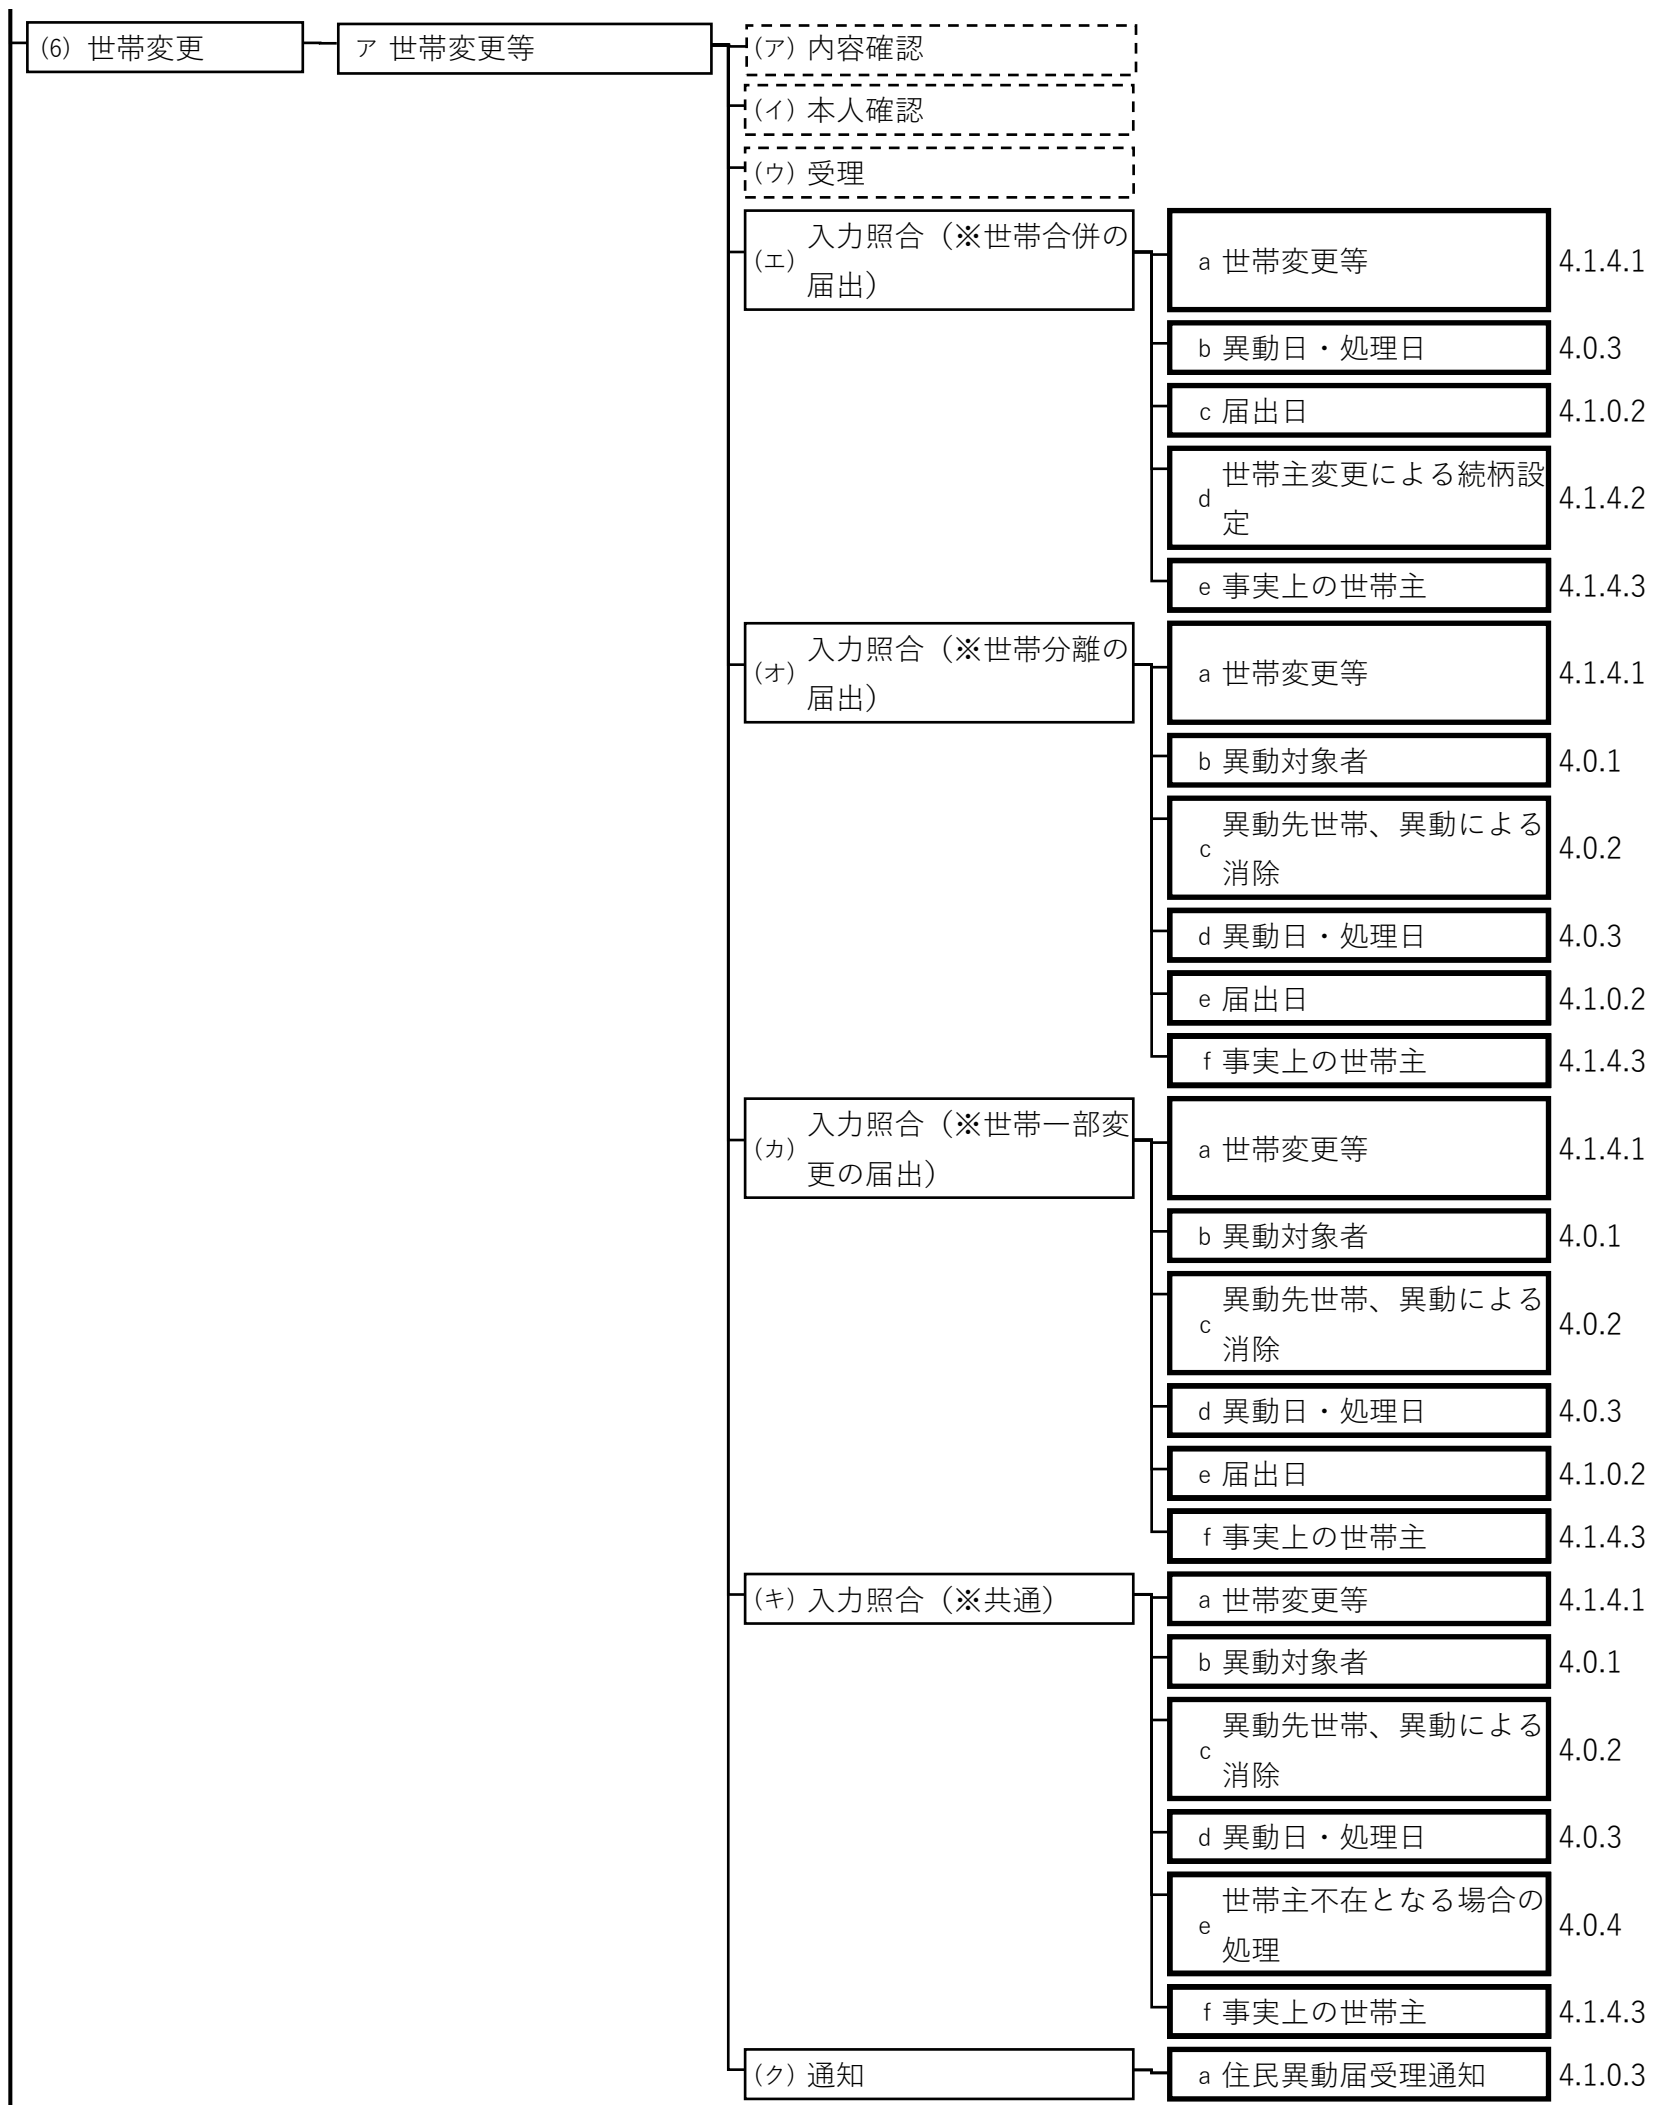 (6) 世帯変更
ア 世帯変更等
(ア) 内容確認
(イ) 本人確認
(ウ) 受理
(エ) 入力照合（※世帯合併の
届出）
a 世帯変更等 4.1.4.1
b 異動日・処理日 4.0.3
c 届出日 4.1.0.2
d 世帯主変更による続柄設
定 4.1.4.2
e 事実上の世帯主 4.1.4.3
(オ) 入力照合（※世帯分離の
届出）
a 世帯変更等 4.1.4.1
b 異動対象者 4.0.1
c 異動先世帯、異動による
消除 4.0.2
d 異動日・処理日 4.0.3
e 届出日 4.1.0.2
f 事実上の世帯主 4.1.4.3
(カ) 入力照合（※世帯一部変
更の届出）
a 世帯変更等 4.1.4.1
b 異動対象者 4.0.1
c 異動先世帯、異動による
消除 4.0.2
d 異動日・処理日 4.0.3
e 届出日 4.1.0.2
f 事実上の世帯主 4.1.4.3
(キ) 入力照合（※共通）
a 世帯変更等 4.1.4.1
b 異動対象者 4.0.1
c 異動先世帯、異動による
消除 4.0.2
d 異動日・処理日 4.0.3
e 世帯主不在となる場合の
処理 4.0.4
f 事実上の世帯主 4.1.4.3
(ク) 通知
a 住民異動届受理通知 4.1.0.3